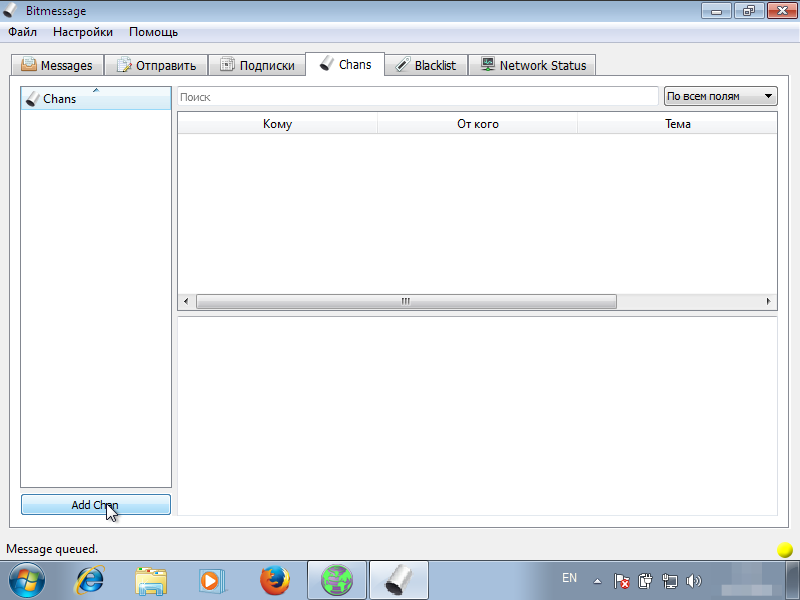 Bitmessage
Файл Настройки Помощь
Messages Отправить Подписки Chans Blacklist Network Status
Chans Поиск По всем полям
Кому От кого Тема
Add Chan
Message queued.
EN